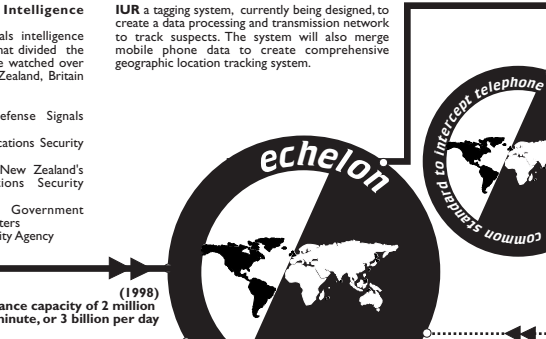 Intelligence
als intelligence
hat divided the
e watched over
Zealand, Britain
efense Signals
cations Security
New Zealand's
ions Security
Government
ters
ity Agency
IUR a tagging system, currently being designed, to
create a data processing and transmission network
to track suspects. The system will also merge
mobile phone data to create comprehensive
geographic location tracking system.
echelon
common standard to intercept telephone
(1998)
ance capacity of 2 million
minute, or 3 billion per day